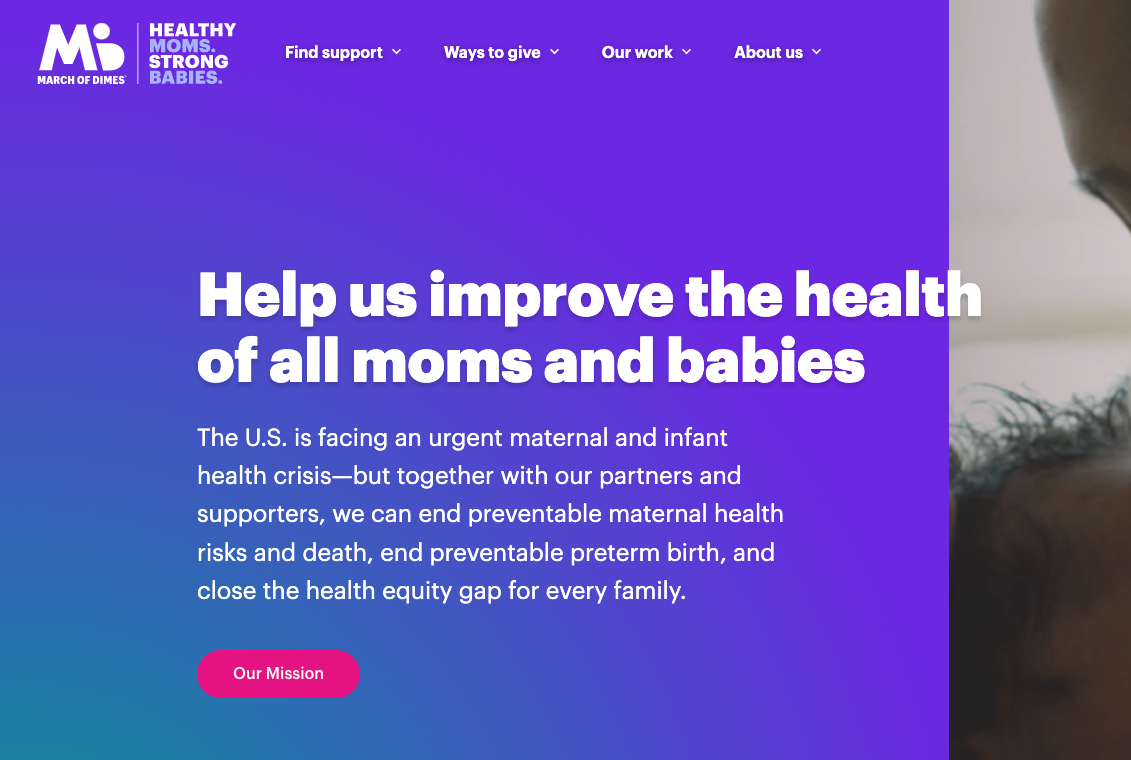 HEALTHY
MOMS.
STRONG
BABIES.
MARCH OF DIMES
Find support
Ways to give
Our work
About us
Help us improve the health
of all moms and babies
The U.S. is facing an urgent maternal and infant
health crisis—but together with our partners and
supporters, we can end preventable maternal health
risks and death, end preventable preterm birth, and
close the health equity gap for every family.
Our Mission